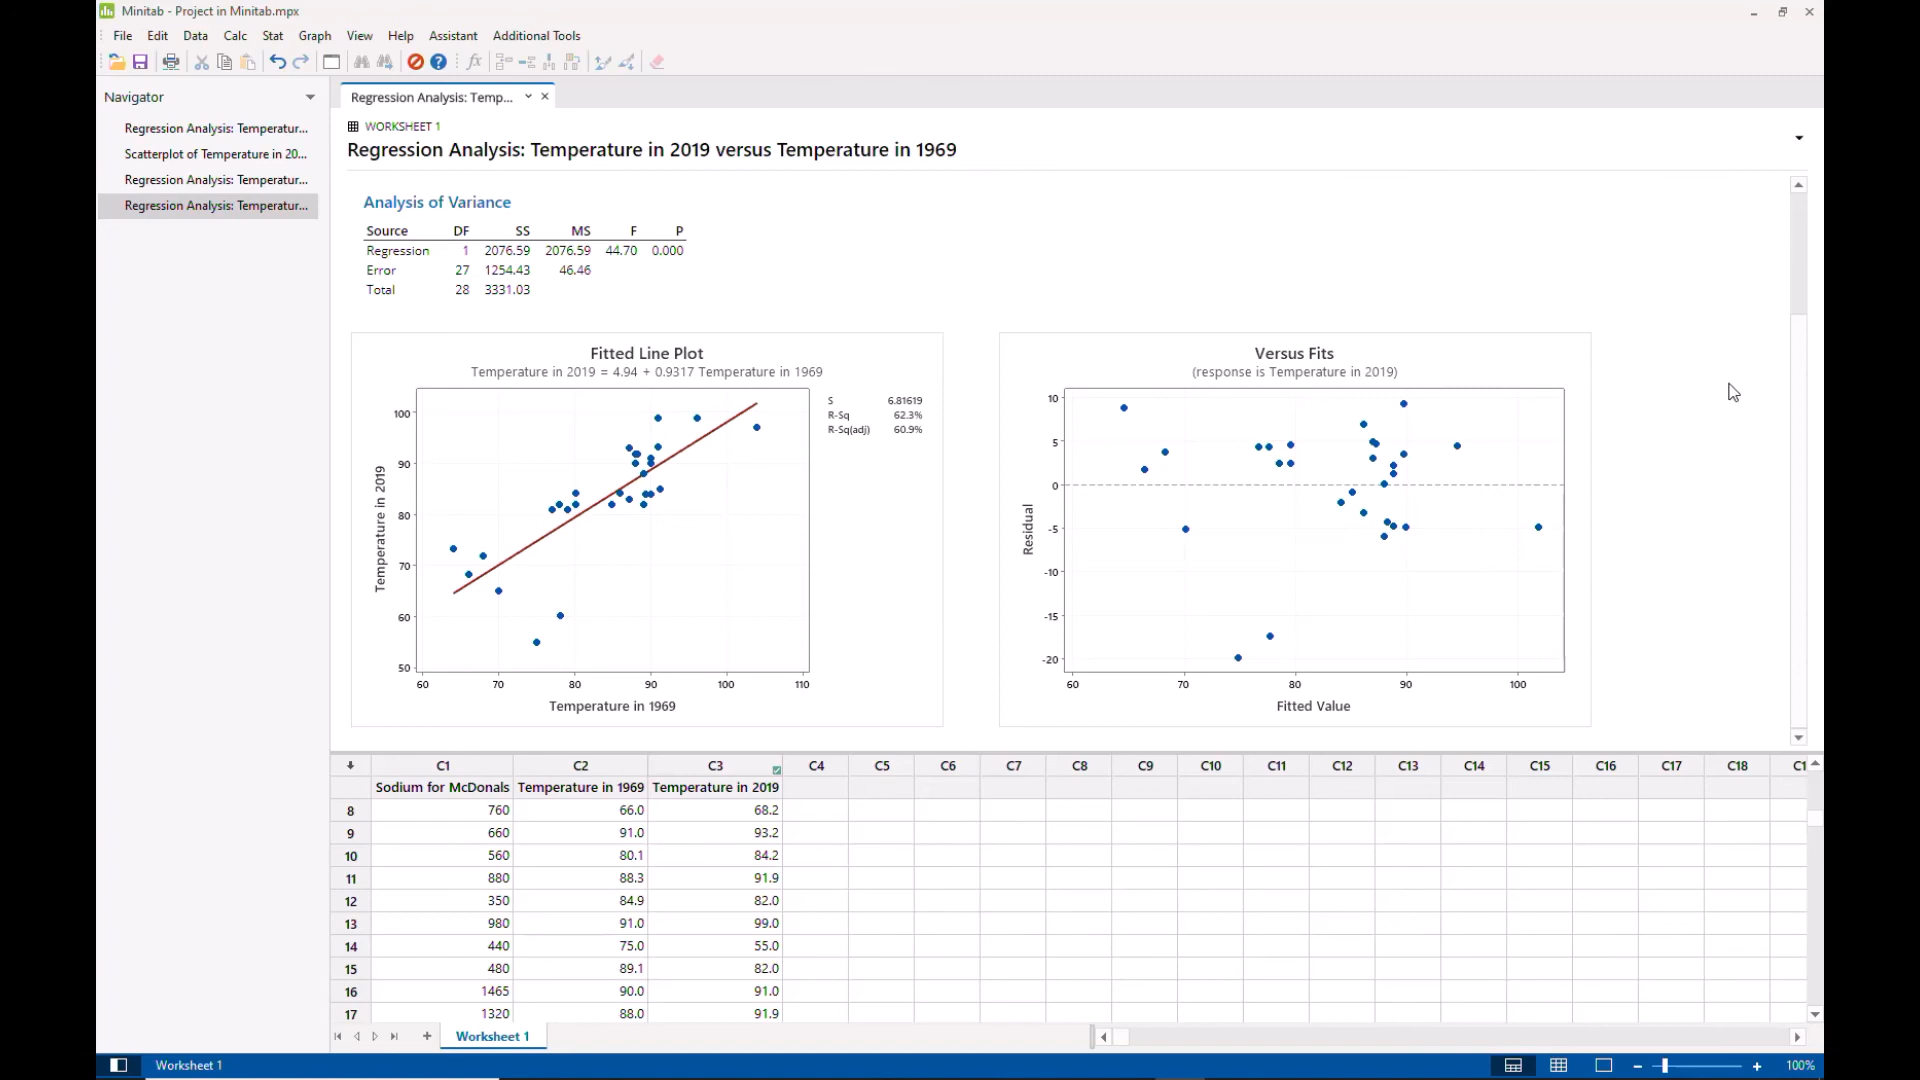 Minitab - Project in Minitab.mpx
File Edit Data Calc Stat Graph View Help Assistant Additional Tools
Navigator
Regression Analysis: Temperatur...
Scatterplot of Temperature in 20...
Regression Analysis: Temperatur...
Regression Analysis: Temperatur...
Regression Analysis: Temp...
WORKSHEET 1
Regression Analysis: Temperature in 2019 versus Temperature in 1969
Analysis of Variance
Source DF SS MS F P
Regression 1 2076.59 2076.59 44.70 0.000
Error 27 1254.43 46.46
Total 28 3331.03
Fitted Line Plot
Temperature in 2019 = 4.94 + 0.9317 Temperature in 1969
S 6.81619
R-Sq 62.3%
R-Sq(adj) 60.9%
Temperature in 2019
100
90
80
70
60
50
60 70 80 90 100 110
Temperature in 1969
Versus Fits
(response is Temperature in 2019)
Residual
10
5
0
-5
-10
-15
-20
60 70 80 90 100
Fitted Value
C1 C2 C3 C4 C5 C6 C7 C8 C9 C10 C11 C12 C13 C14 C15 C16 C17 C18 C1
Sodium for McDonals Temperature in 1969 Temperature in 2019
8 760 66.0 68.2
9 660 91.0 93.2
10 560 80.1 84.2
11 880 88.3 91.9
12 350 84.9 82.0
13 980 91.0 99.0
14 440 75.0 55.0
15 480 89.1 82.0
16 1465 90.0 91.0
17 1320 88.0 91.9
Worksheet 1
Worksheet 1
100%